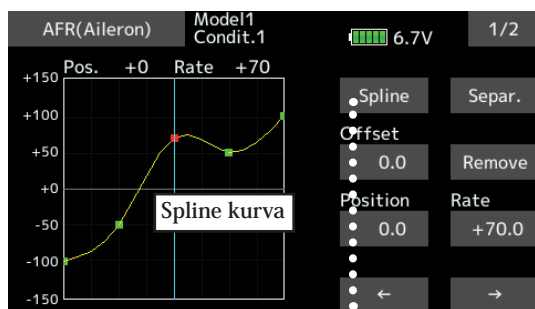 AFR(Aileron) Model1 6.7V 1/2
Condit.1
Pos. +0 Rate +70
+150
+100
+50
+0
-50
-100
-150
Spline kurva
Spline Separ.
Offset
0.0 Remove
Position Rate
0.0 +70.0
← →